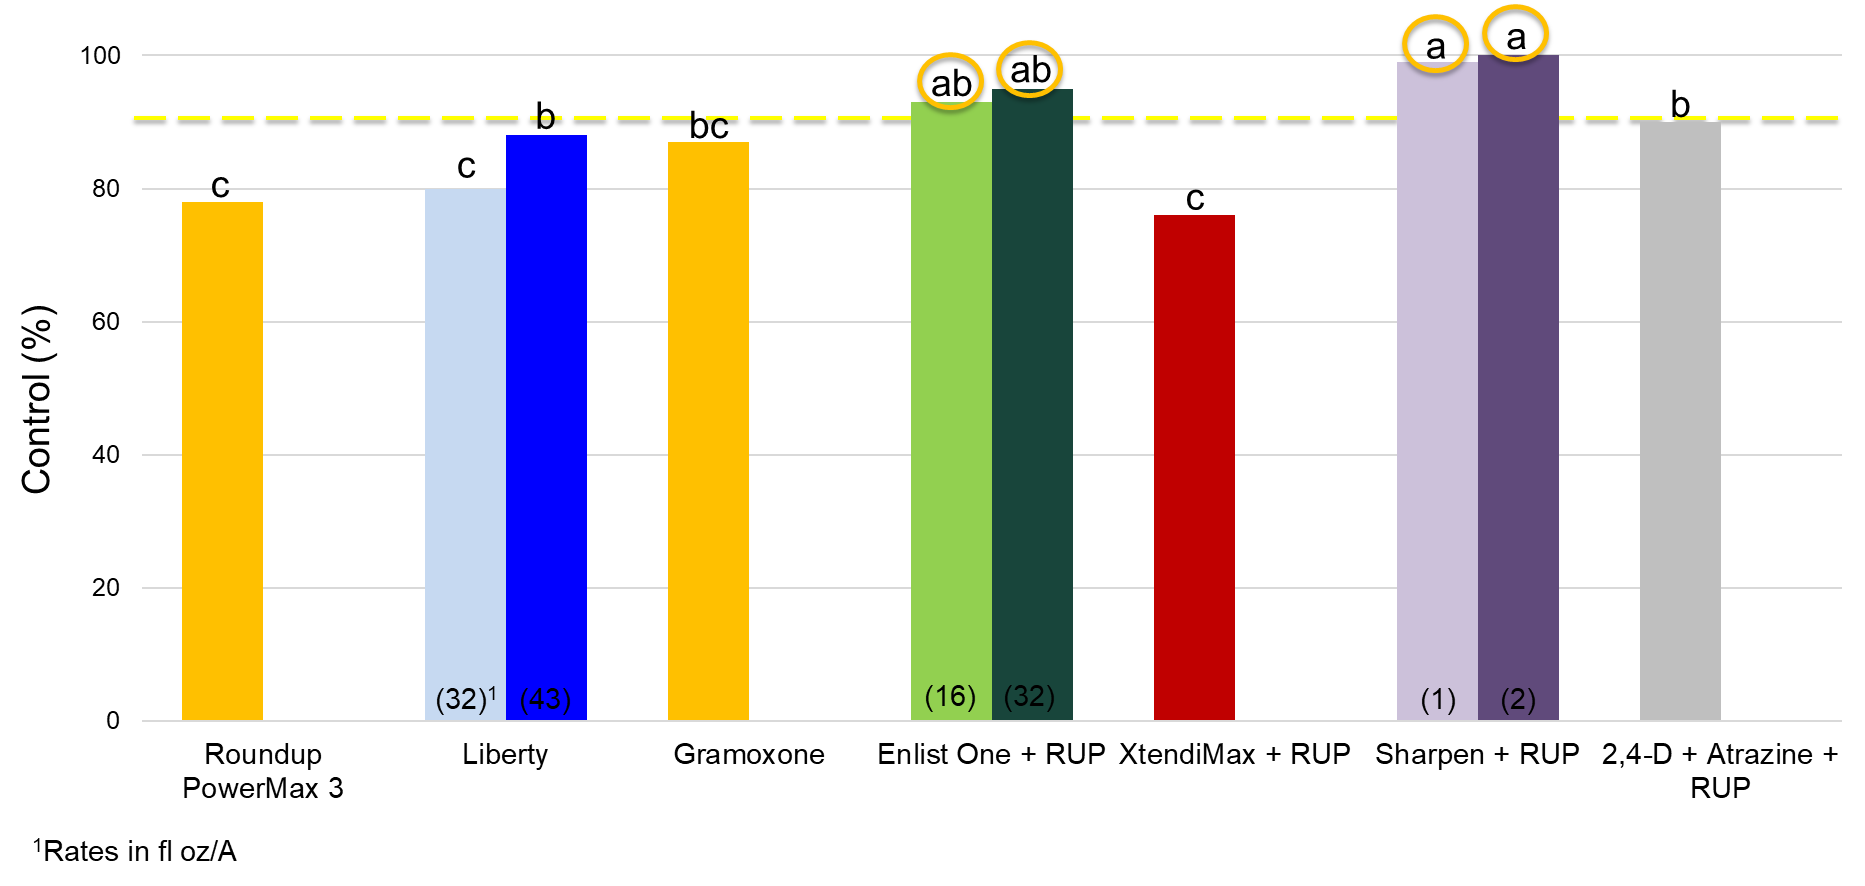 Control (%)
100
80
60
40
20
0
c
c
b
bc
ab
ab
c
a
a
b
(32)¹
(43)
(16)
(32)
(1)
(2)
Roundup
PowerMax 3
Liberty
Gramoxone
Enlist One + RUP
XtendiMax + RUP
Sharpen + RUP
2,4-D + Atrazine +
RUP
¹Rates in fl oz/A